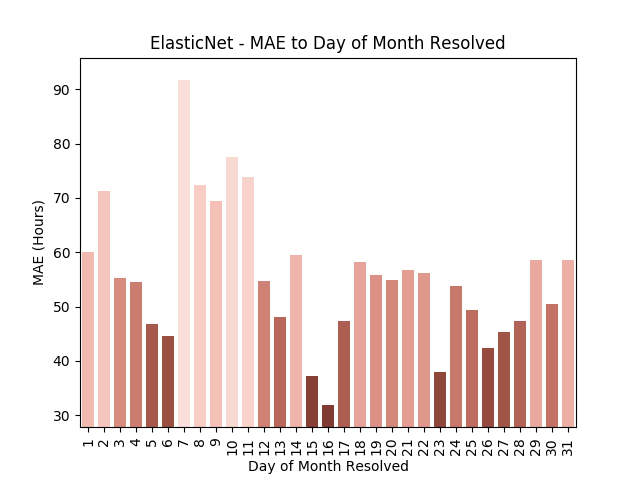 ElasticNet - MAE to Day of Month Resolved
MAE (Hours)
90
80
70
60
50
40
30
1 2 3 4 5 6 7 8 9 10 11 12 13 14 15 16 17 18 19 20 21 22 23 24 25 26 27 28 29 30 31
Day of Month Resolved